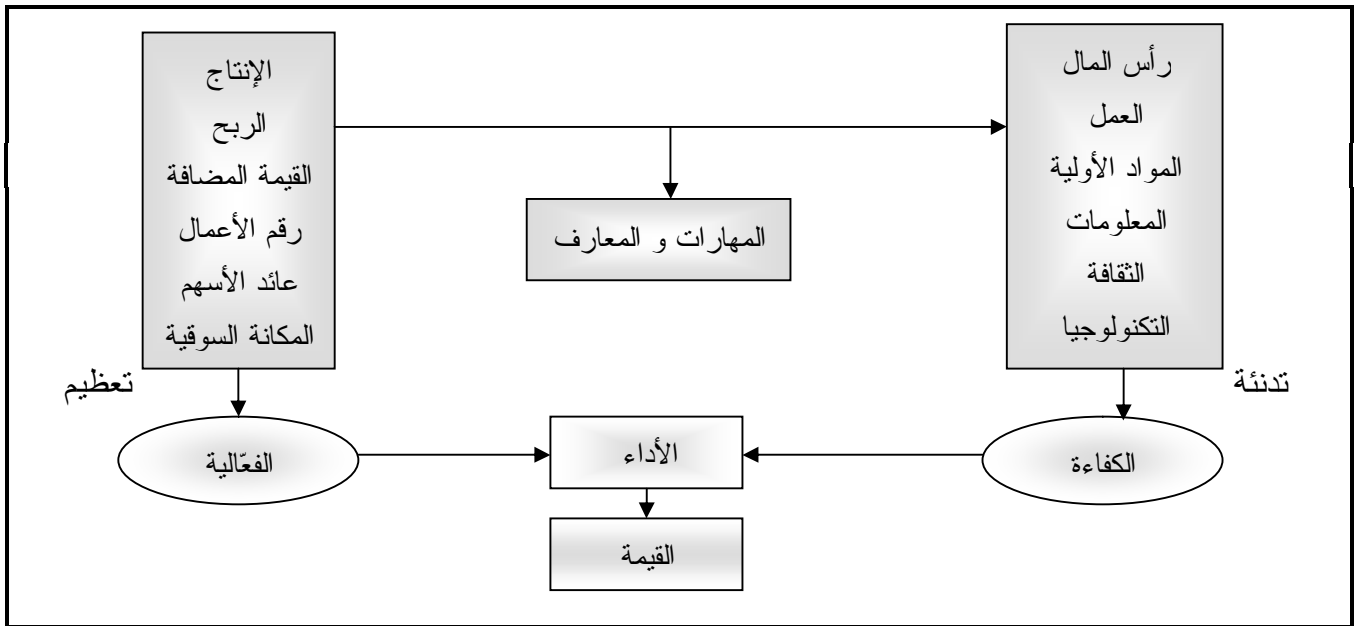 رأس المال
العمل
المواد الأولية
المعلومات
الثقافة
التكنولوجيا
الإنتاج
الربح
القيمة المضافة
رقم الأعمال
عائد الأسهم
المكانة السوقية
المهارات و المعارف
تدنئة
تعظيم
الكفاءة
الأداء
الفعّالية
القيمة